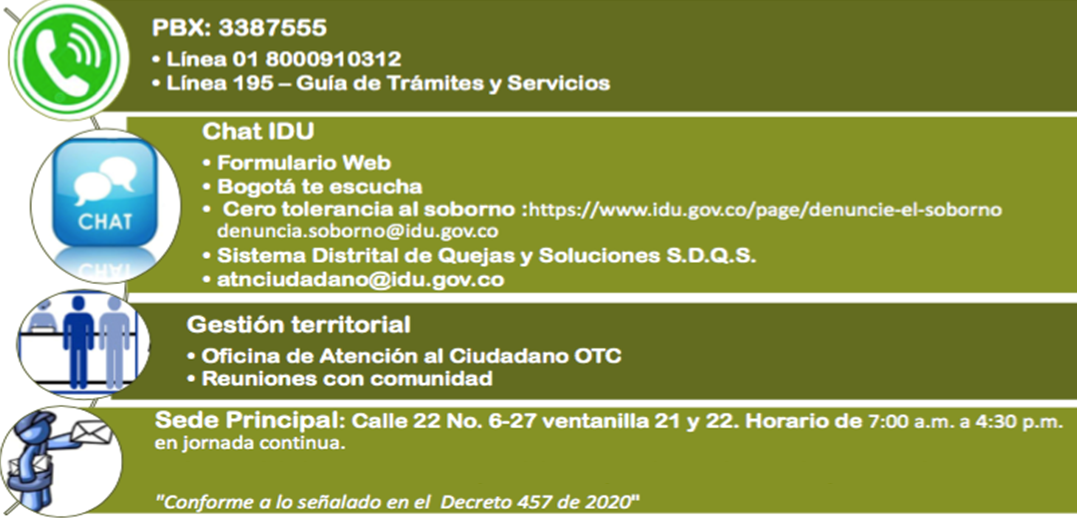 PBX: 3387555
• Línea 01 8000910312
• Línea 195 – Guía de Trámites y Servicios
Chat IDU
• Formulario Web
• Bogotá te escucha
• Cero tolerancia al soborno :https://www.idu.gov.co/page/denuncie-el-soborno
denuncia.soborno@idu.gov.co
• Sistema Distrital de Quejas y Soluciones S.D.Q.S.
• atnciudadano@idu.gov.co
CHAT
Gestión territorial
• Oficina de Atención al Ciudadano OTC
• Reuniones con comunidad
Sede Principal: Calle 22 No. 6-27 ventanilla 21 y 22. Horario de 7:00 a.m. a 4:30 p.m.
en jornada continua.
"Conforme a lo señalado en el Decreto 457 de 2020"